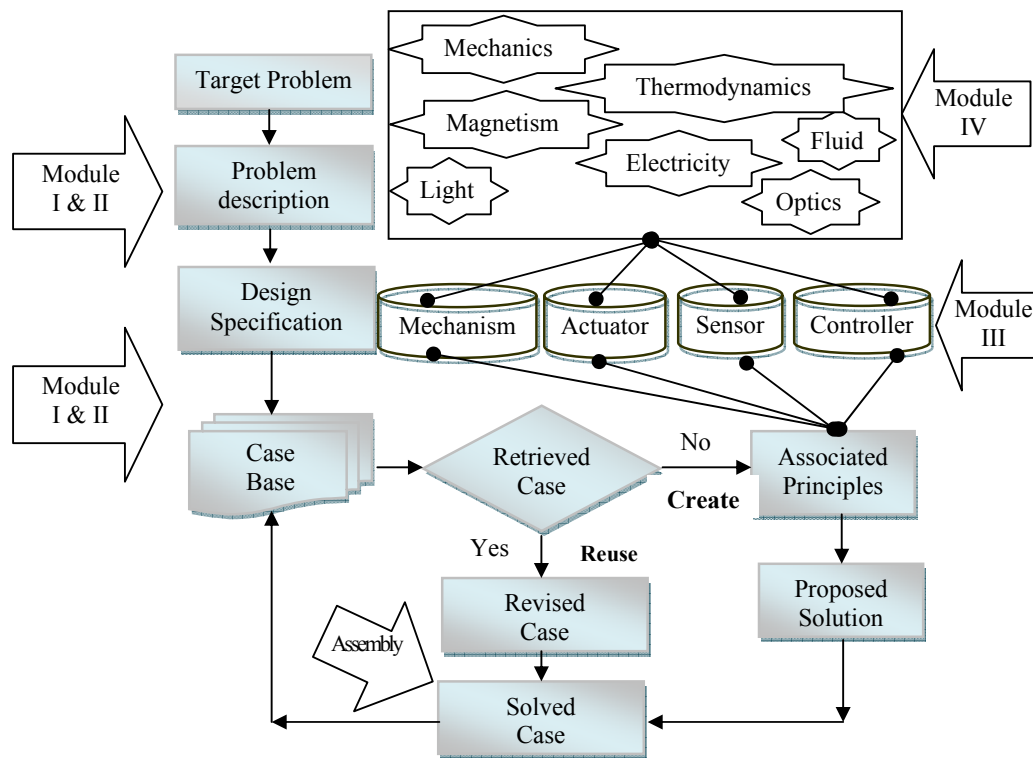 Target Problem
Mechanics
Thermodynamics
Magnetism
Fluid
Electricity
Light
Optics
Module
IV
Module
I & II
Problem
description
Design
Specification
Mechanism
Actuator
Sensor
Controller
Module
III
Module
I & II
Case
Base
Retrieved
Case
No
Create
Associated
Principles
Yes
Reuse
Revised
Case
Proposed
Solution
Assembly
Solved
Case